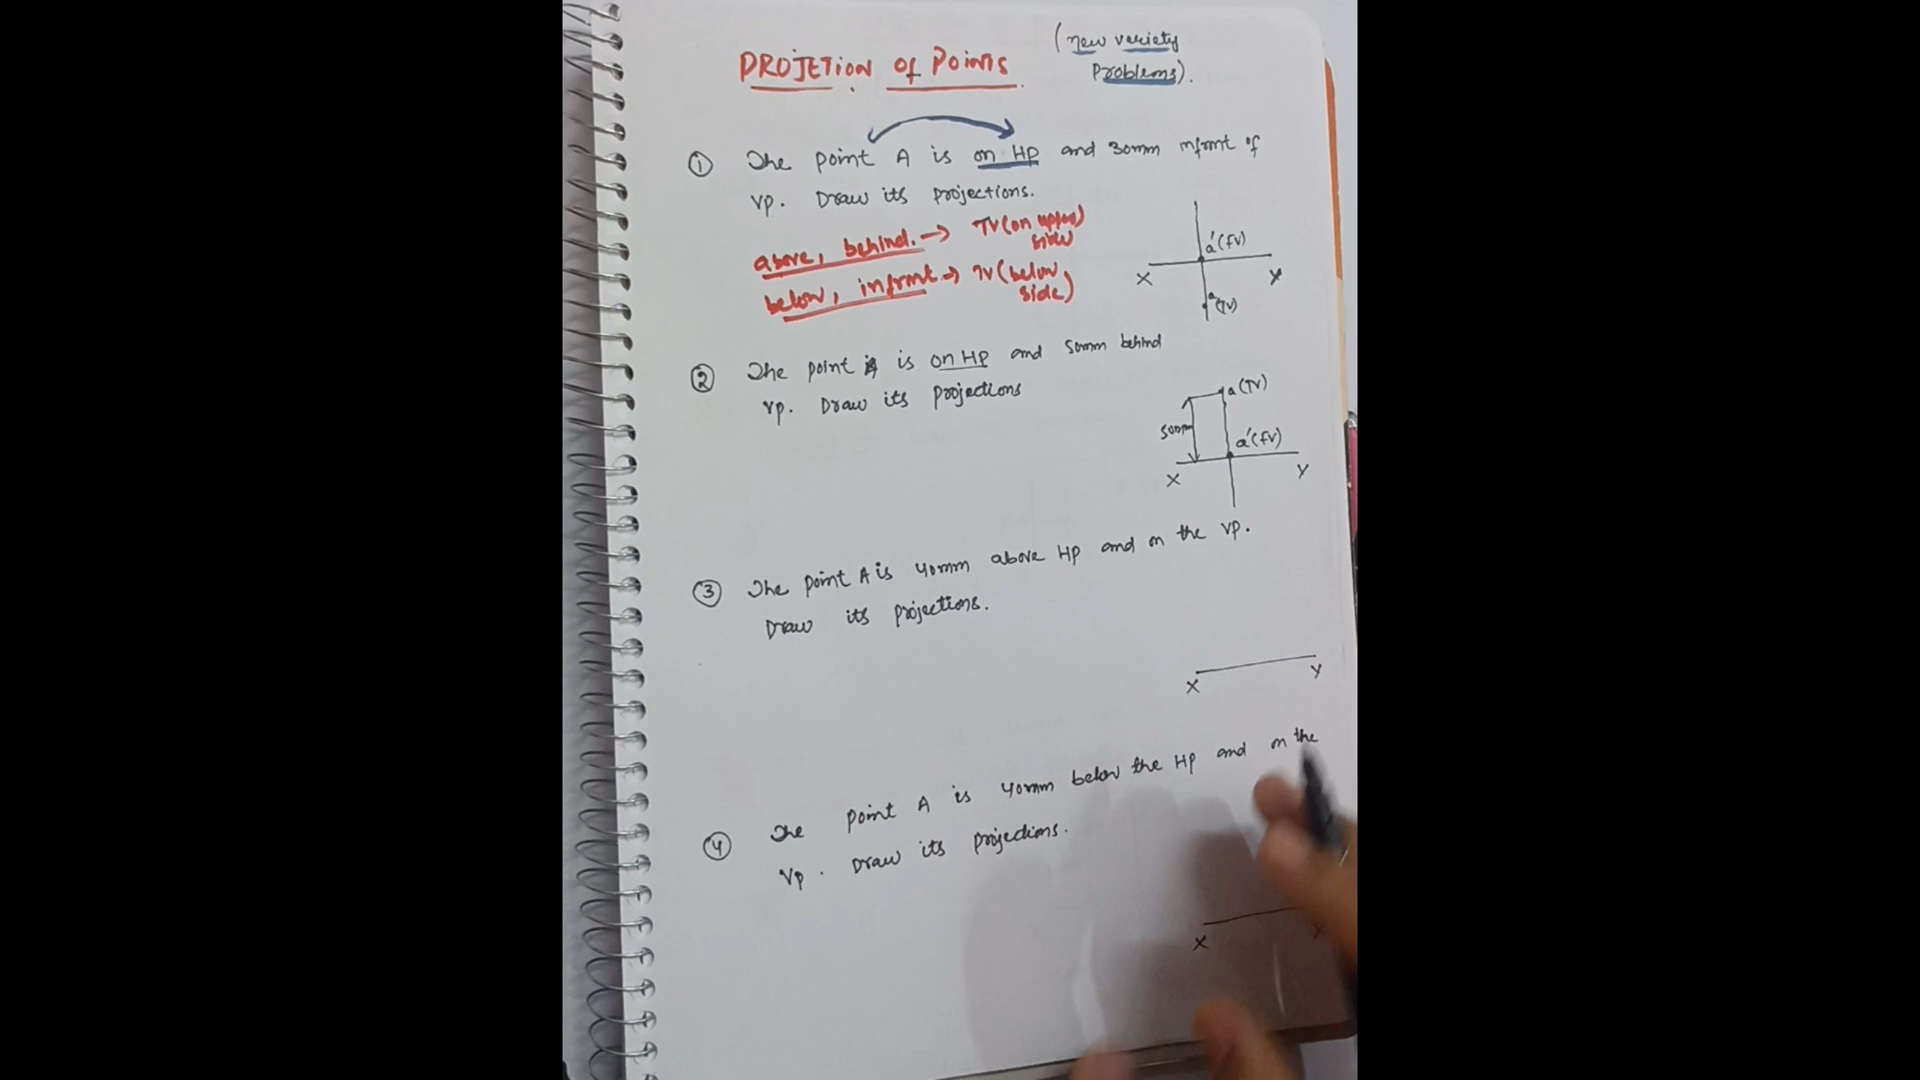 PROJETION of POINTS
(new variety
problems).
① The point A is on HP and 30mm infrnt of
VP. Draw its projections.
above, behind. → TV (on upper)
side
below, infrnt → TV (below
side)
a' (FV)
X Y
a (TV)
② The point A is on HP and 50mm behind
VP. Draw its projections
a (TV)
50mm
a' (FV)
X Y
③ The point A is 40mm above HP and on the VP.
Draw its projections.
X Y
④ The point A is 40mm below the HP and on the
VP. Draw its projections.
X Y